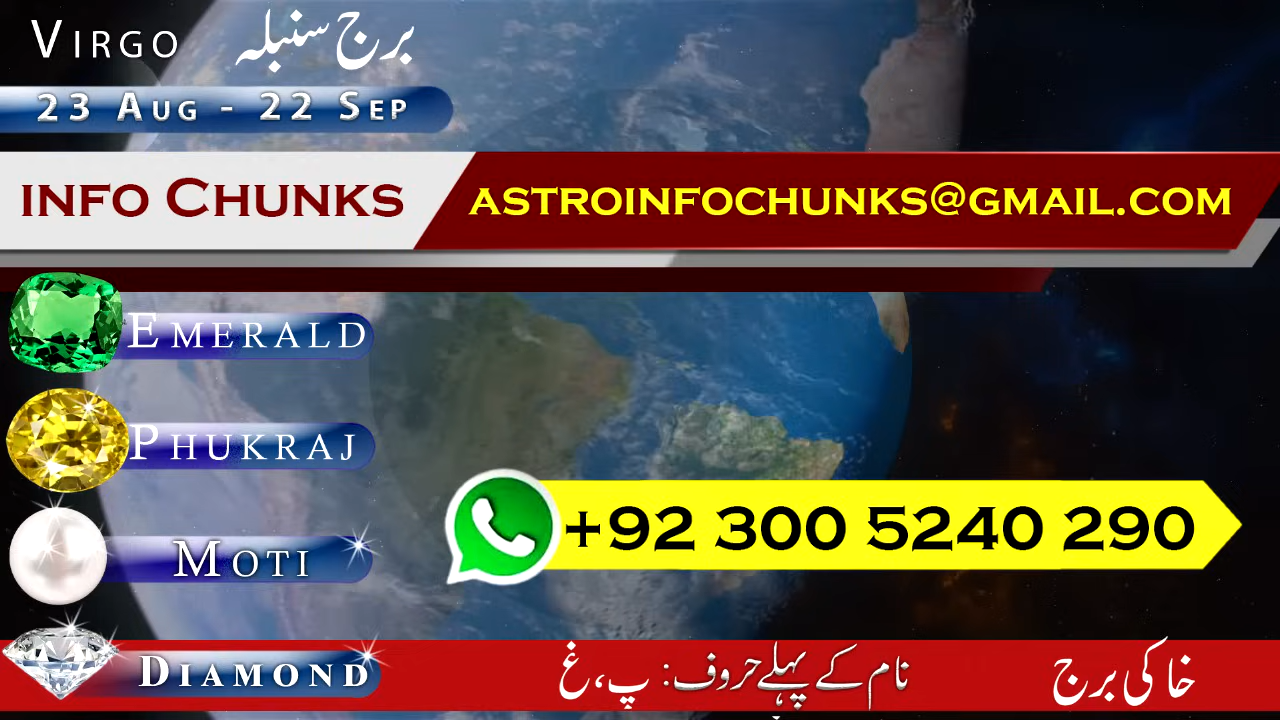 Virgo برج سنبلہ
23 Aug - 22 Sep
info Chunks astroinfochunks@gmail.com
Emerald
Phukraj
Moti
+92 300 5240 290
Diamond
نام کے پہلے حروف: پ، غ
خاکی برج